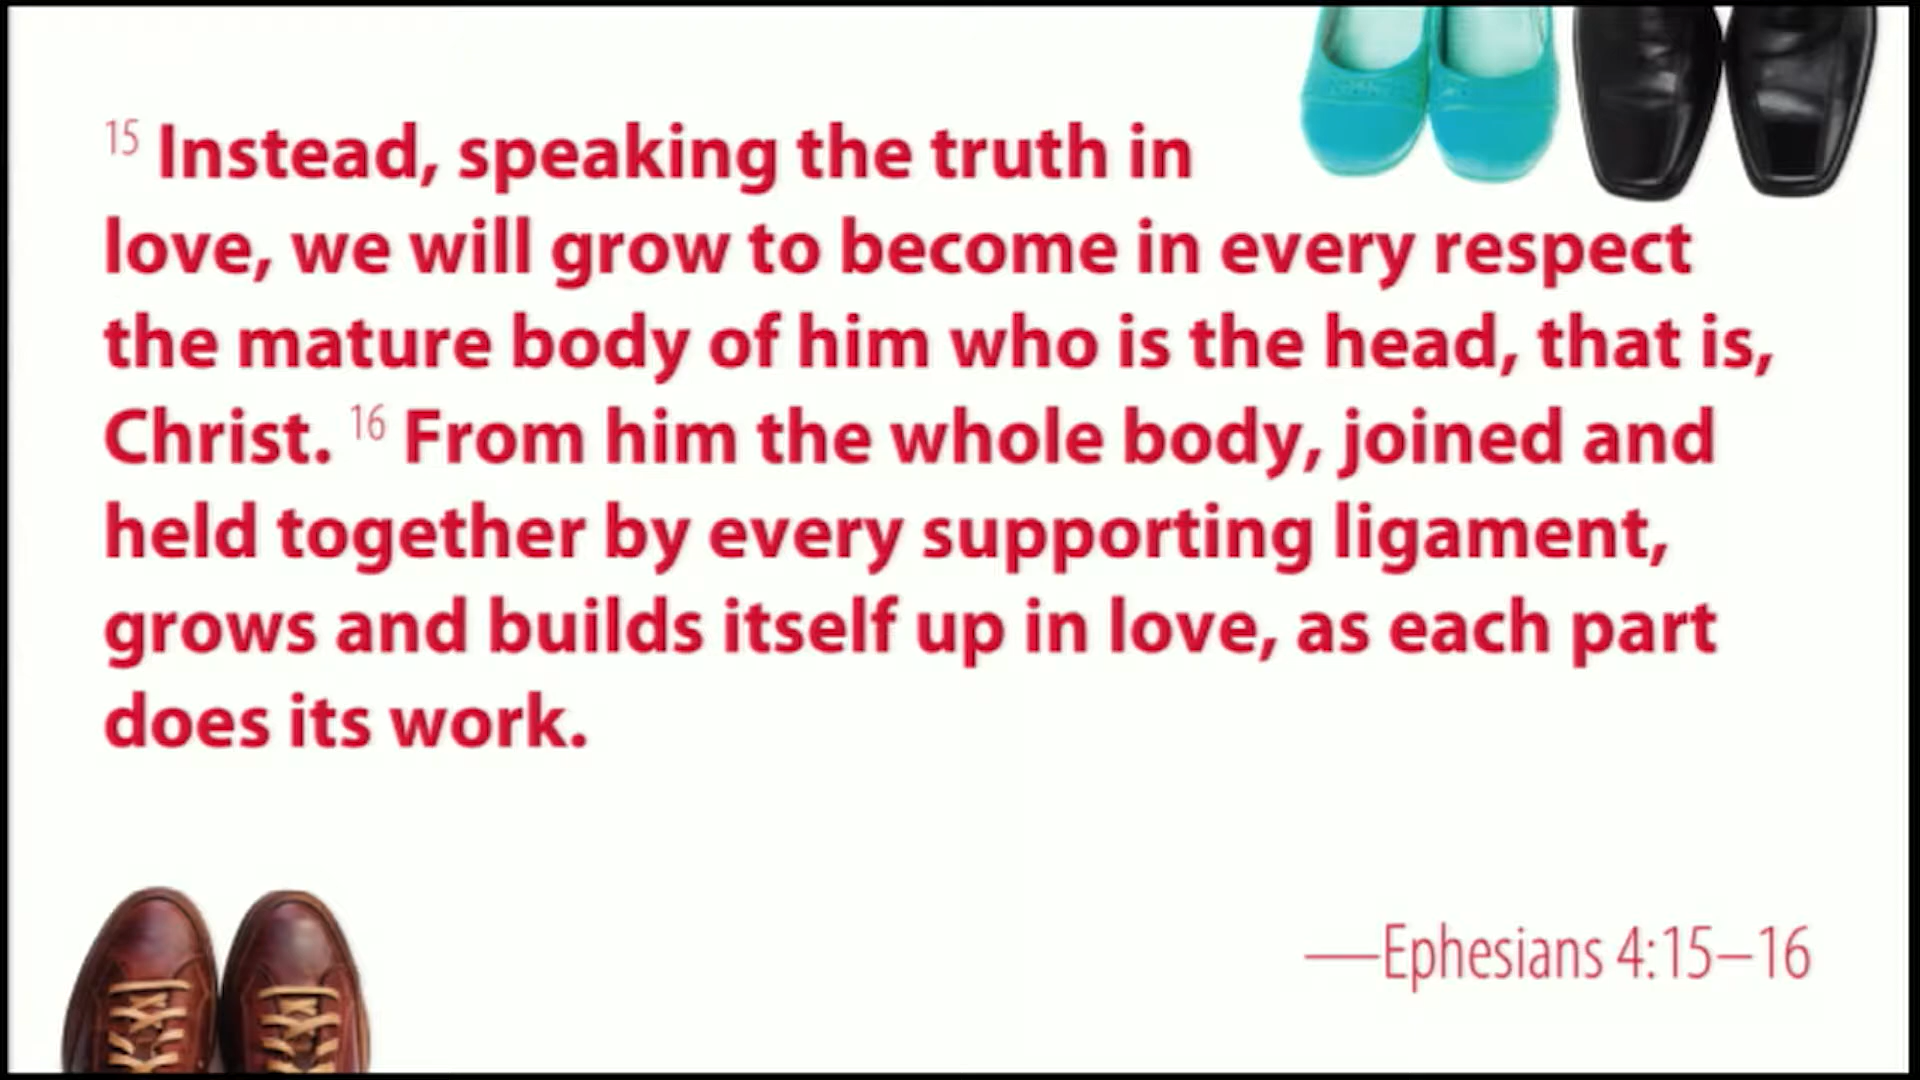 15 Instead, speaking the truth in
love, we will grow to become in every respect
the mature body of him who is the head, that is,
Christ. 16 From him the whole body, joined and
held together by every supporting ligament,
grows and builds itself up in love, as each part
does its work.
—Ephesians 4:15–16